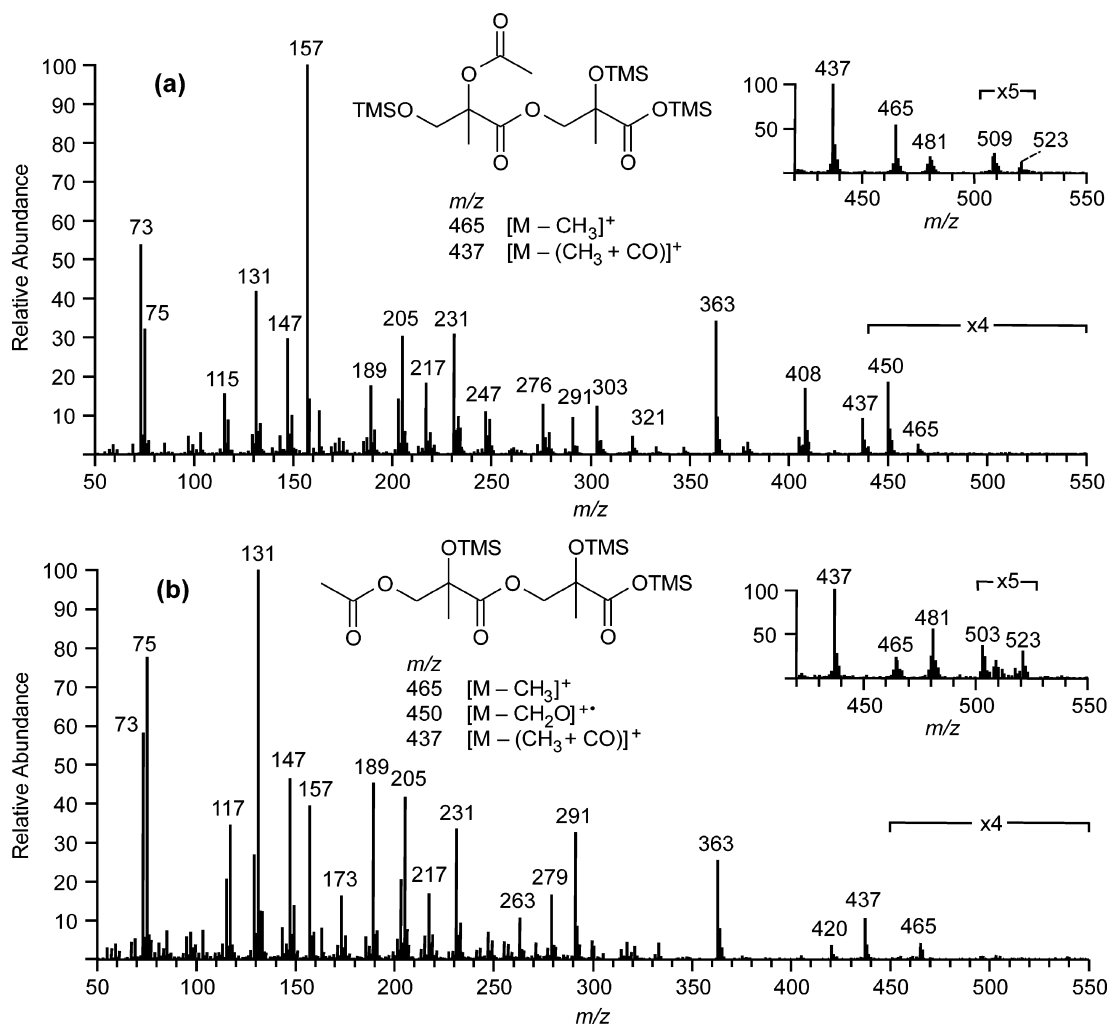 (a)
O
O
OTMS
TMSO
O
OTMS
O
O
m/z
465 [M – CH3]+
437 [M – (CH3 + CO)]+
Relative Abundance
100
90
80
70
60
50
40
30
20
10
73
75
115
131
147
157
189
205
217
231
247
276
291
303
321
363
408
437
450
465
x4
50 100 150 200 250 300 350 400 450 500 550
m/z
100
50
437
465
481
509
523
x5
450 500 550
m/z
(b)
OTMS
OTMS
O
O
OTMS
O
O
O
m/z
465 [M – CH3]+
450 [M – CH2O]+•
437 [M – (CH3 + CO)]+
Relative Abundance
100
90
80
70
60
50
40
30
20
10
73
75
117
131
147
157
173
189
205
217
231
263
279
291
363
420
437
465
x4
50 100 150 200 250 300 350 400 450 500 550
m/z
100
50
437
465
481
503
523
x5
450 500 550
m/z